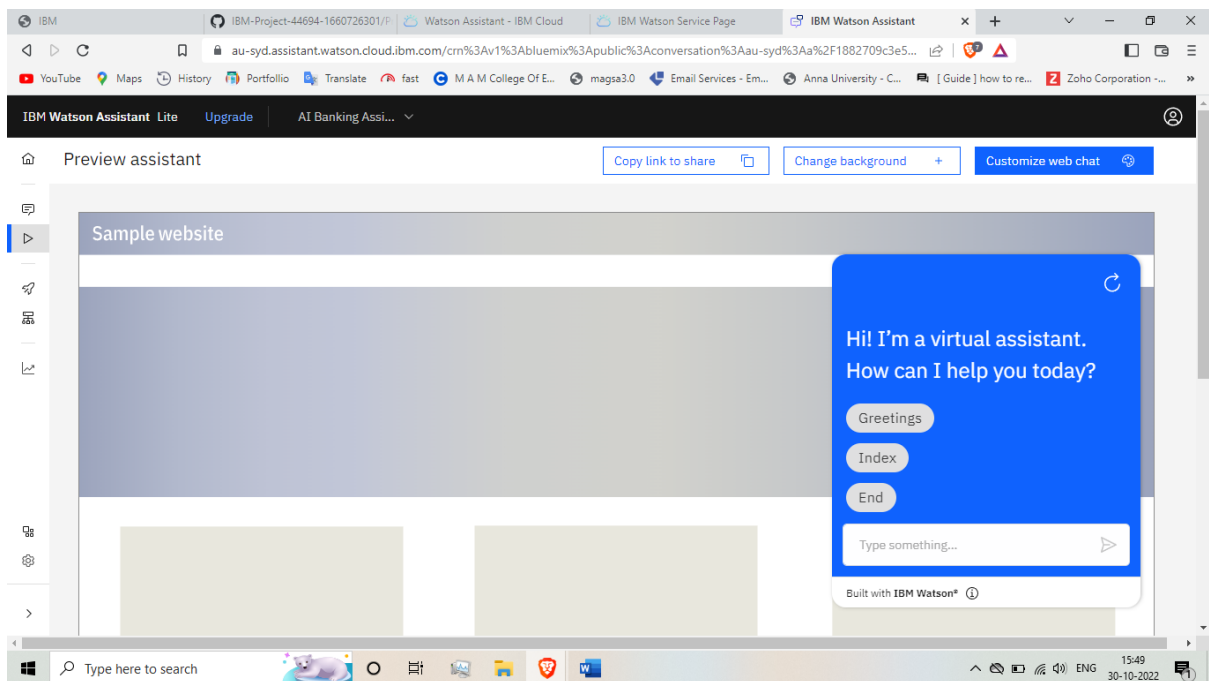 IBM
IBM-Project-44694-1660726301/P
Watson Assistant - IBM Cloud
IBM Watson Service Page
IBM Watson Assistant
au-syd.assistant.watson.cloud.ibm.com/crn%3Av1%3Abluemix%3Apublic%3Aconversation%3Aau-syd%3Aa%2F1882709c3e5...
YouTube
Maps
History
Portfollio
Translate
fast
M A M College Of E...
magsa3.0
Email Services - Em...
Anna University - C...
[ Guide ] how to re...
Zoho Corporation -...
IBM Watson Assistant Lite
Upgrade
AI Banking Assi...
Preview assistant
Copy link to share
Change background +
Customize web chat
Sample website
Hi! I'm a virtual assistant.
How can I help you today?
Greetings
Index
End
Type something...
Built with IBM Watson®
Type here to search
ENG
15:49
30-10-2022